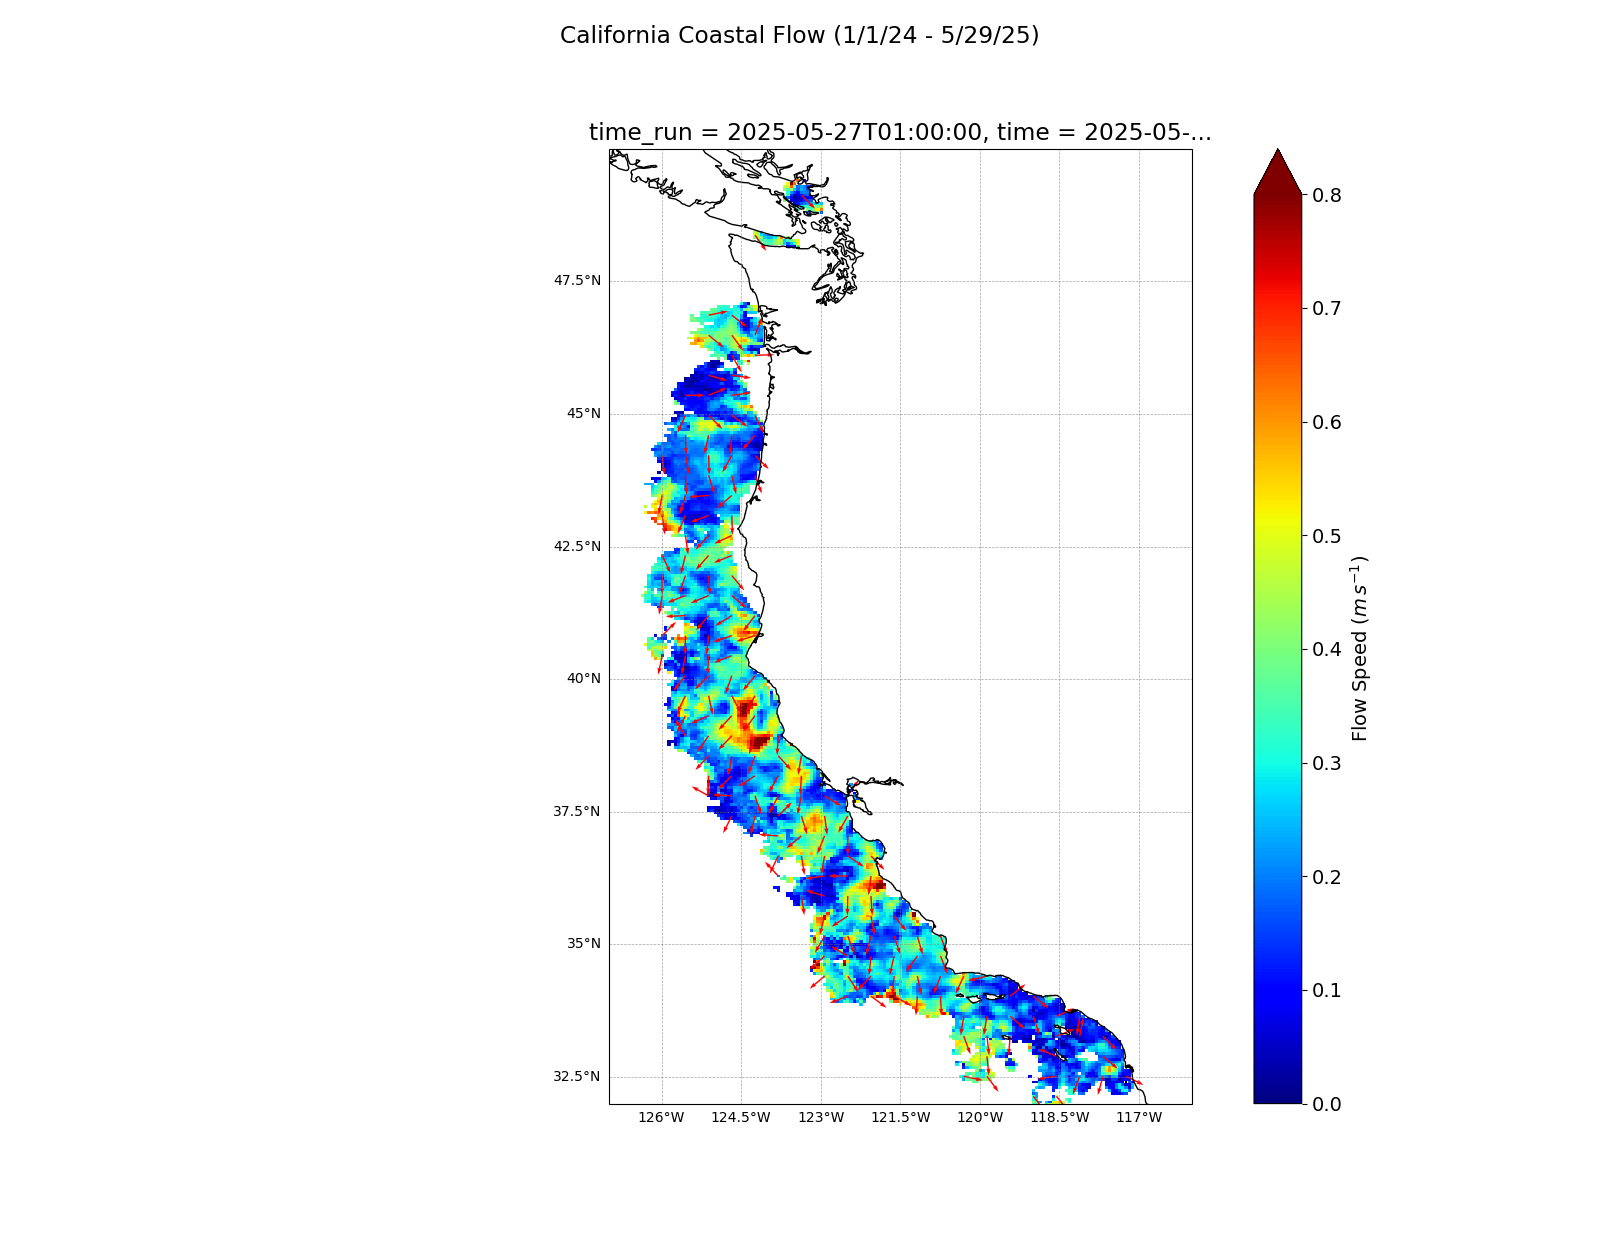 California Coastal Flow (1/1/24 - 5/29/25)
time_run = 2025-05-27T01:00:00, time = 2025-05-...
47.5°N
45°N
42.5°N
40°N
37.5°N
35°N
32.5°N
126°W 124.5°W 123°W 121.5°W 120°W 118.5°W 117°W
0.8
0.7
0.6
0.5
0.4
0.3
0.2
0.1
0.0
Flow Speed (m s⁻¹)